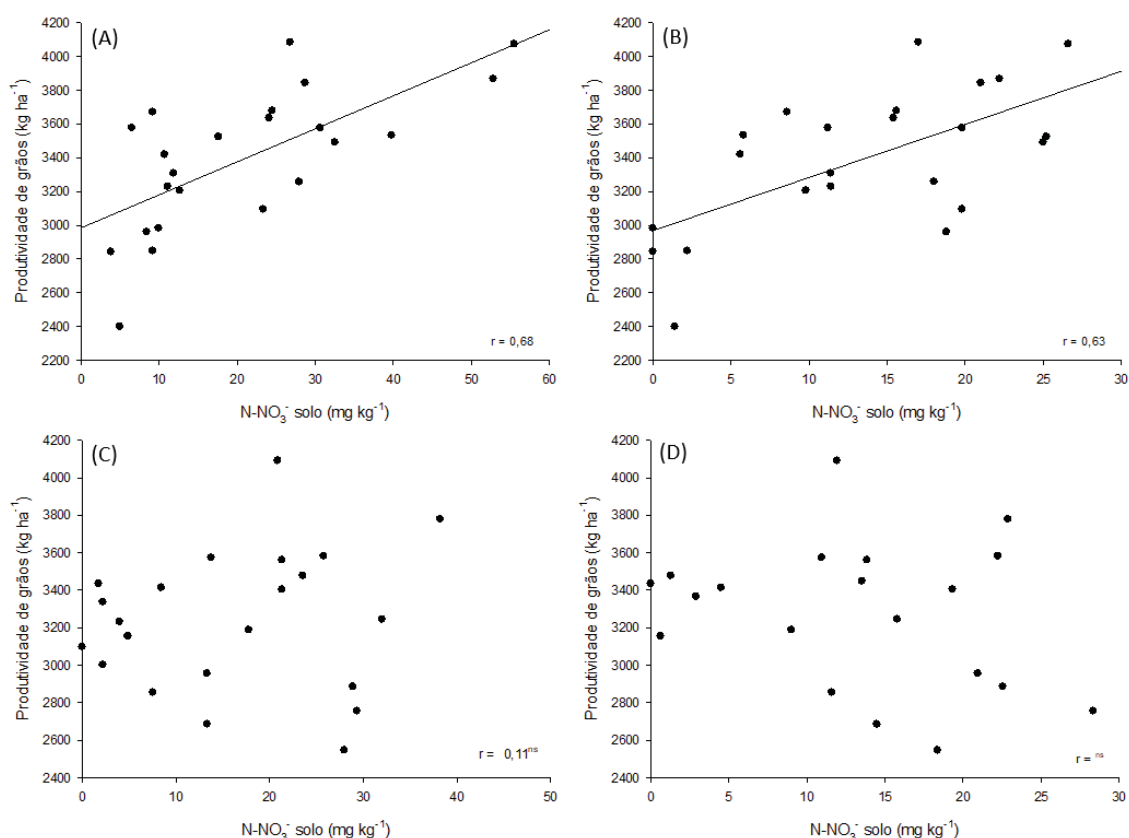 (A)
Produtividade de grãos (kg ha⁻¹)
4200
4000
3800
3600
3400
3200
3000
2800
2600
2400
2200
r = 0,68
0 10 20 30 40 50 60
N-NO₃⁻ solo (mg kg⁻¹)
(B)
Produtividade de grãos (kg ha⁻¹)
4200
4000
3800
3600
3400
3200
3000
2800
2600
2400
2200
r = 0,63
0 5 10 15 20 25 30
N-NO₃⁻ solo (mg kg⁻¹)
(C)
Produtividade de grãos (kg ha⁻¹)
4200
4000
3800
3600
3400
3200
3000
2800
2600
2400
r = 0,11ⁿˢ
0 10 20 30 40 50
N-NO₃⁻ solo (mg kg⁻¹)
(D)
Produtividade de grãos (kg ha⁻¹)
4200
4000
3800
3600
3400
3200
3000
2800
2600
2400
r = ⁿˢ
0 5 10 15 20 25 30
N-NO₃⁻ solo (mg kg⁻¹)